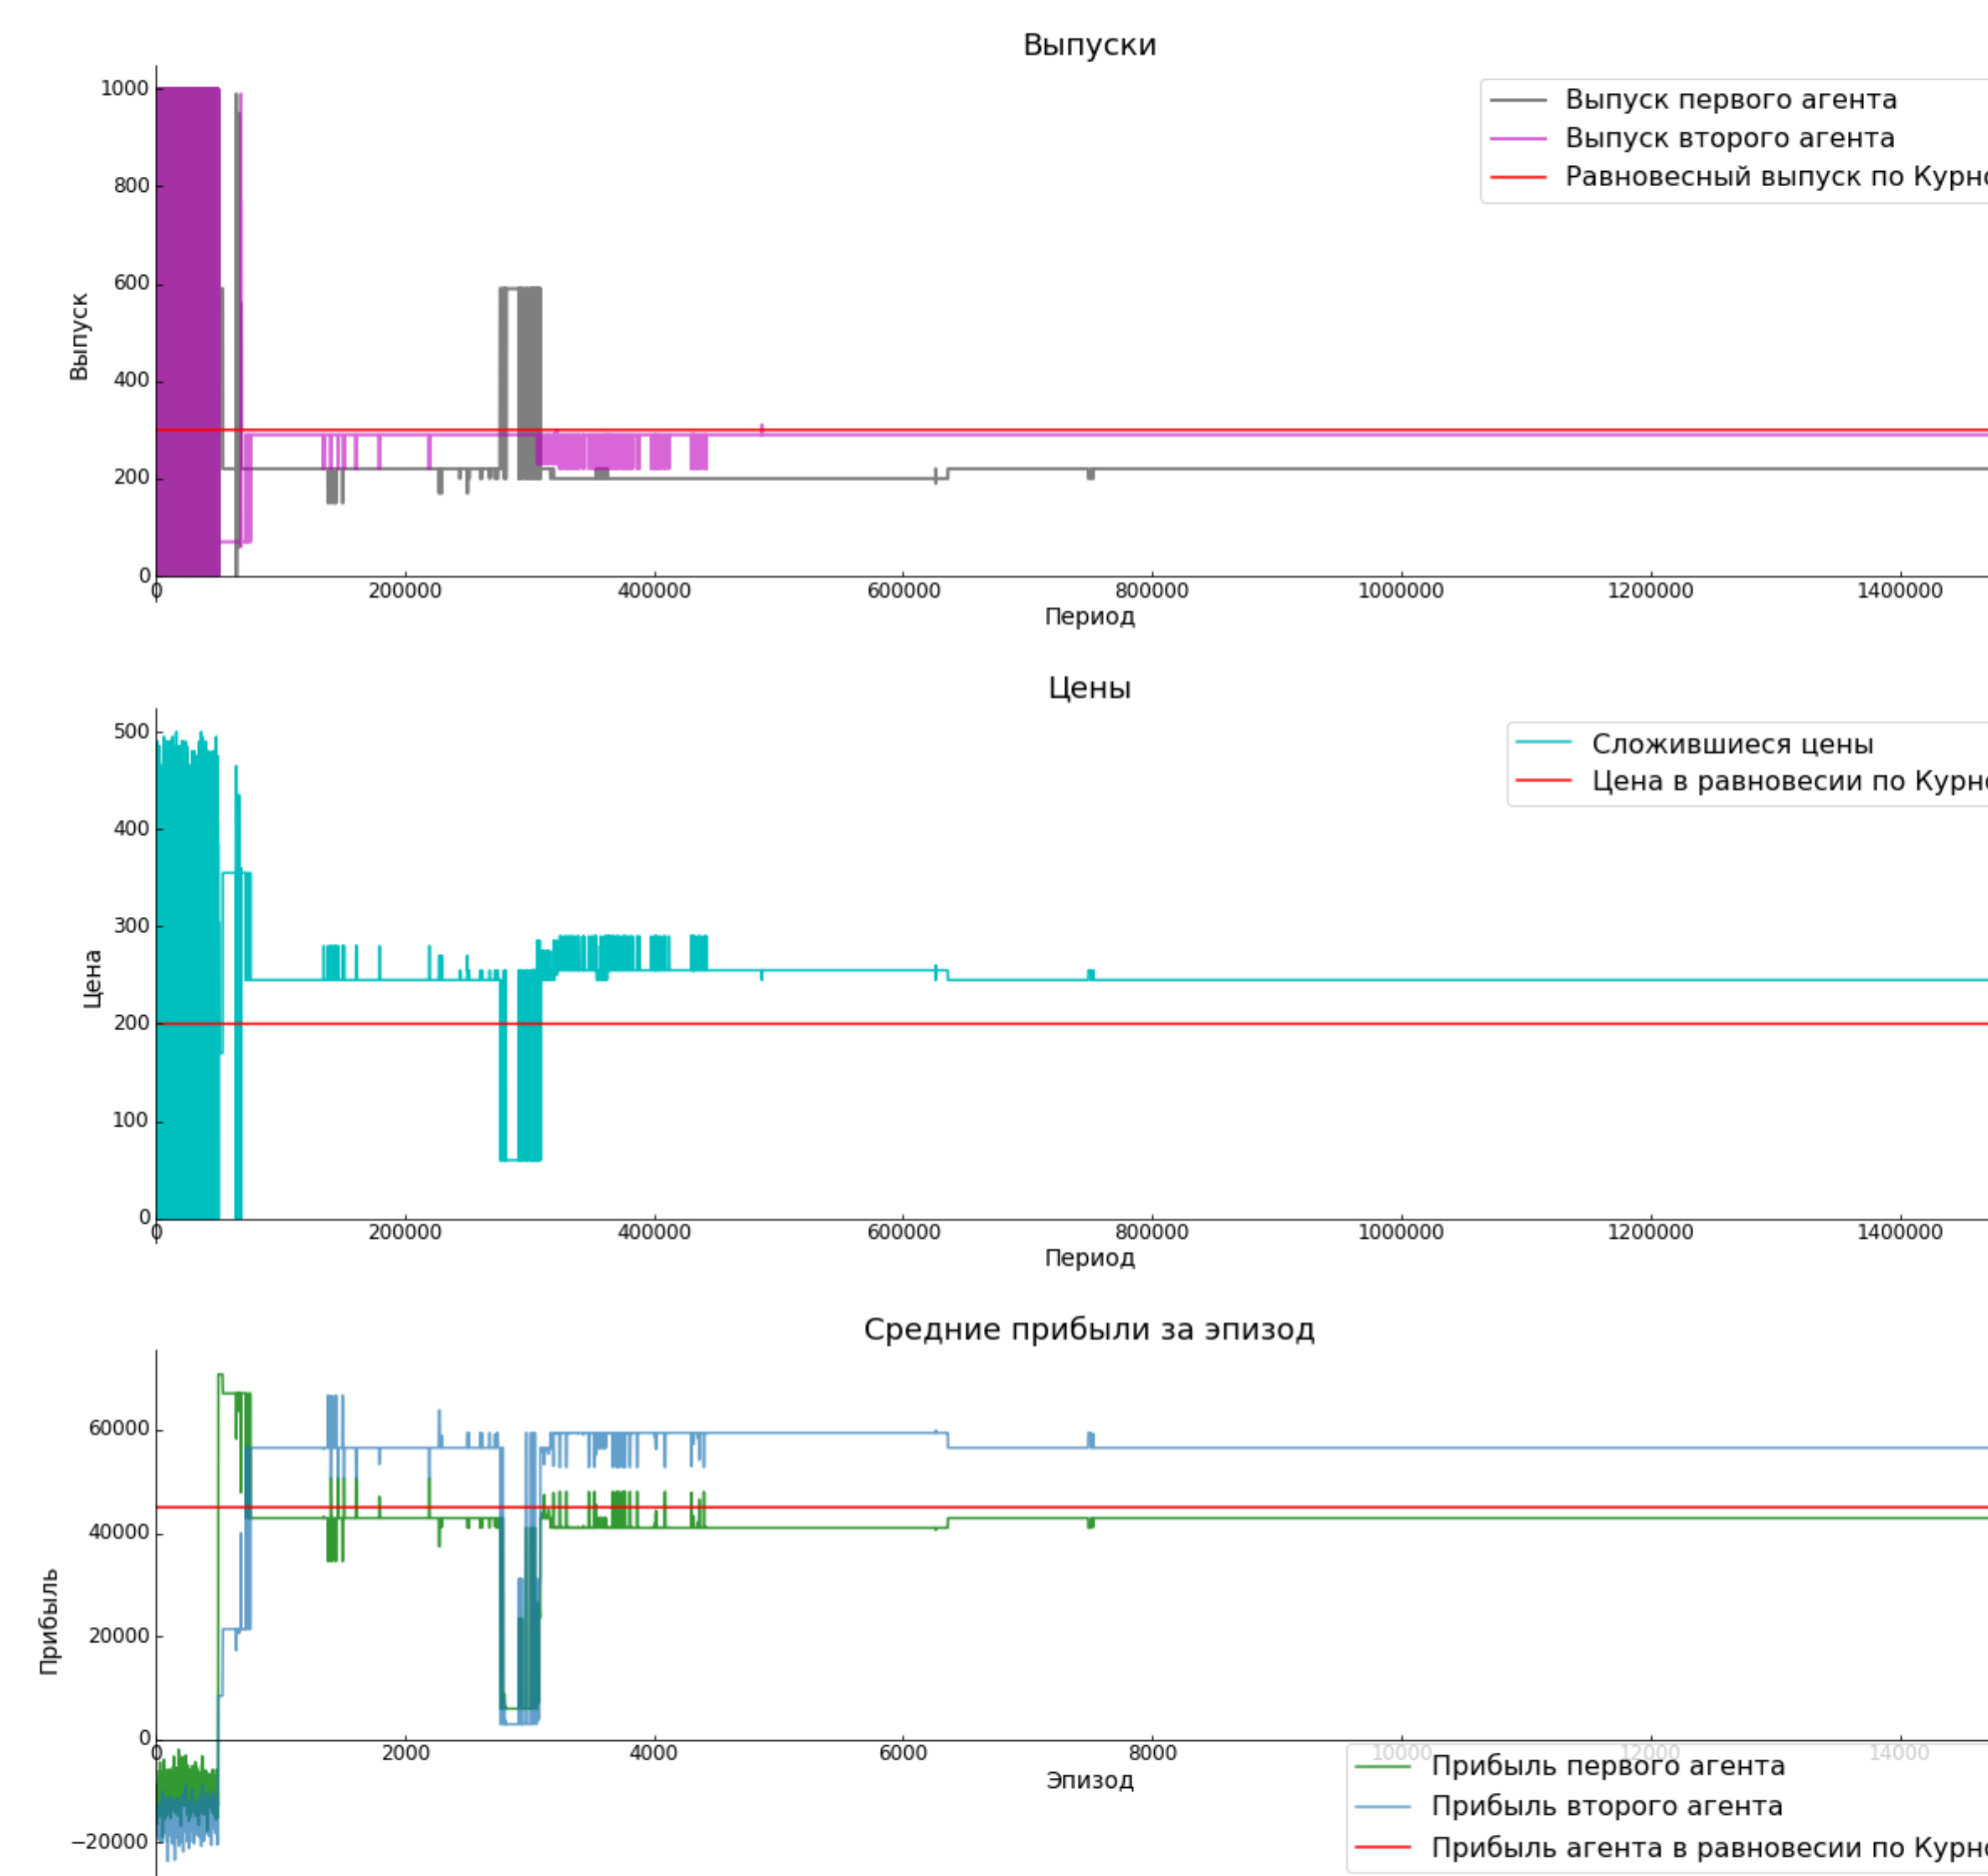 Выпуски
1000
800
600
400
200
0
Выпуск
Выпуск первого агента
Выпуск второго агента
Равновесный выпуск по Курно
0 200000 400000 600000 800000 1000000 1200000 1400000
Период
Цены
500
400
300
200
100
0
Цена
Сложившиеся цены
Цена в равновесии по Курно
0 200000 400000 600000 800000 1000000 1200000 1400000
Период
Средние прибыли за эпизод
60000
40000
20000
0
−20000
Прибыль
0 2000 4000 6000 8000 10000 12000 14000
Эпизод
Прибыль первого агента
Прибыль второго агента
Прибыль агента в равновесии по Курно